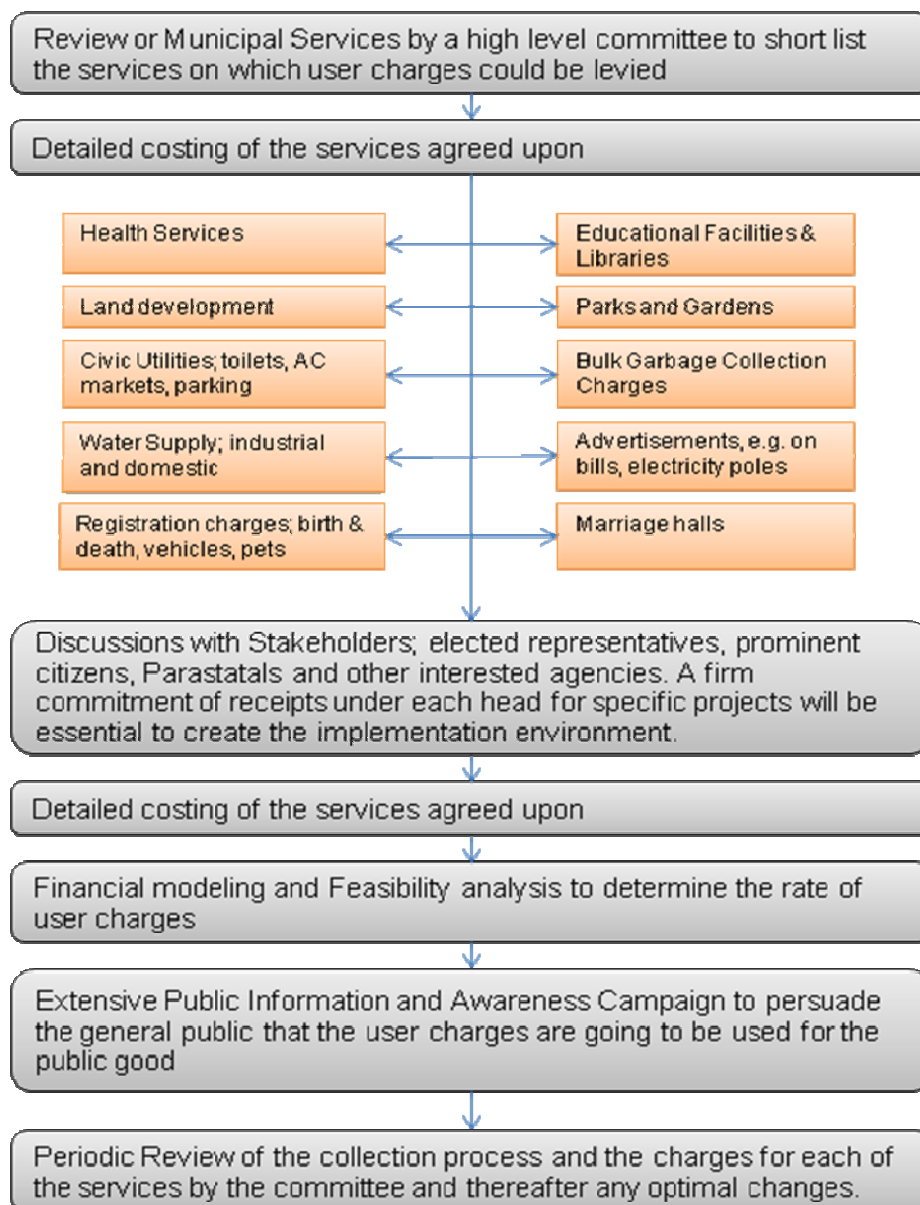 Review or Municipal Services by a high level committee to short list
the services on which user charges could be levied
Detailed costing of the services agreed upon
Health Services
Educational Facilities &
Libraries
Land development
Parks and Gardens
Civic Utilities; toilets, AC
markets, parking
Bulk Garbage Collection
Charges
Water Supply; industrial
and domestic
Advertisements, e.g. on
bills, electricity poles
Registration charges; birth &
death, vehicles, pets
Marriage halls
Discussions with Stakeholders; elected representatives, prominent
citizens, Parastatals and other interested agencies. A firm
commitment of receipts under each head for specific projects will be
essential to create the implementation environment.
Detailed costing of the services agreed upon
Financial modeling and Feasibility analysis to determine the rate of
user charges
Extensive Public Information and Awareness Campaign to persuade
the general public that the user charges are going to be used for the
public good
Periodic Review of the collection process and the charges for each of
the services by the committee and thereafter any optimal changes.